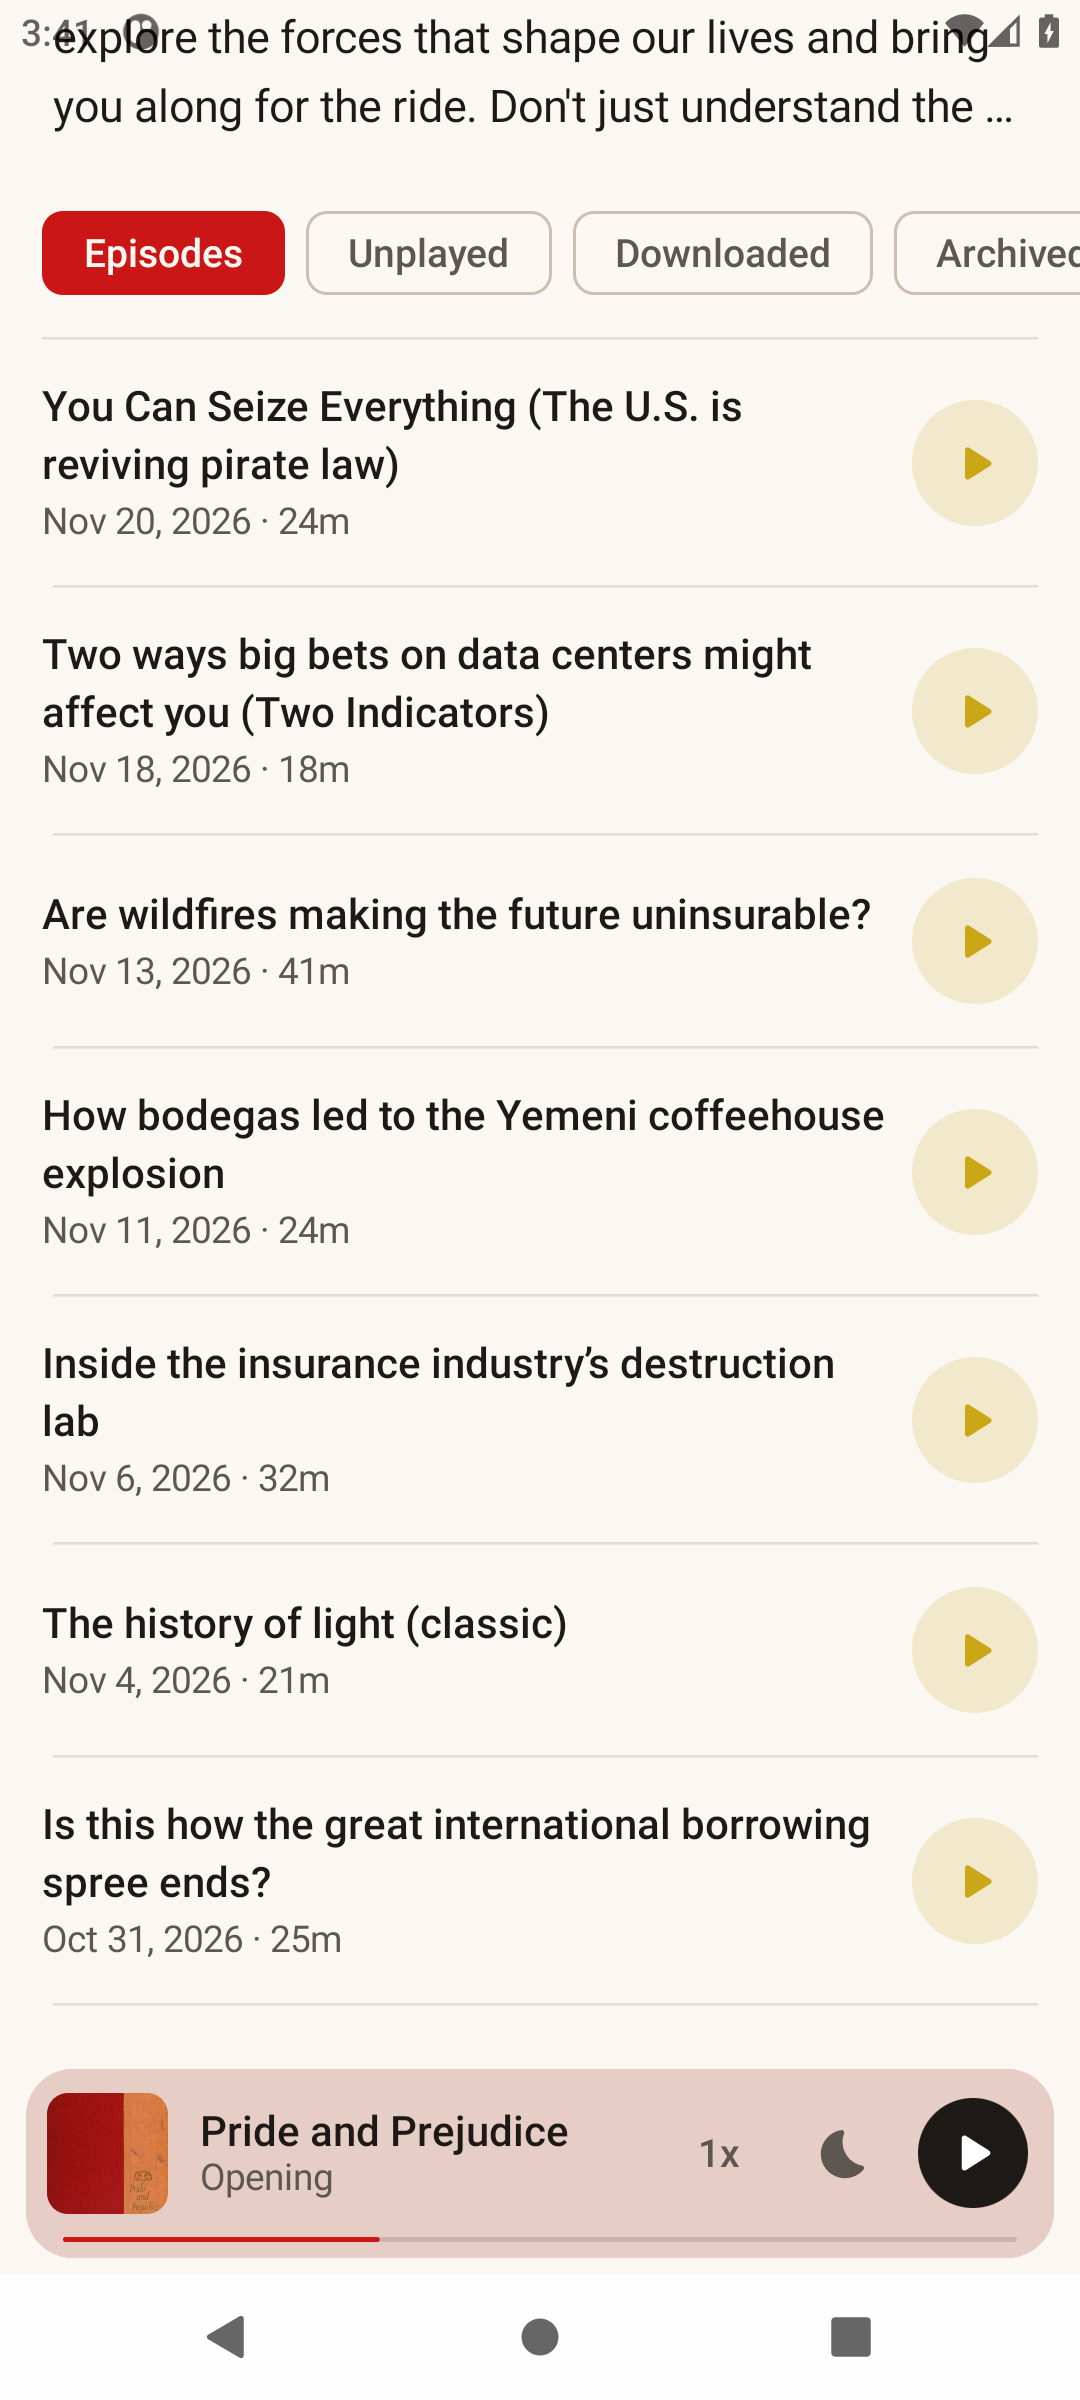 3:41
explore the forces that shape our lives and bring
you along for the ride. Don't just understand the ...
Episodes
Unplayed
Downloaded
Archived
You Can Seize Everything (The U.S. is
reviving pirate law)
Nov 20, 2026 · 24m
Two ways big bets on data centers might
affect you (Two Indicators)
Nov 18, 2026 · 18m
Are wildfires making the future uninsurable?
Nov 13, 2026 · 41m
How bodegas led to the Yemeni coffeehouse
explosion
Nov 11, 2026 · 24m
Inside the insurance industry’s destruction
lab
Nov 6, 2026 · 32m
The history of light (classic)
Nov 4, 2026 · 21m
Is this how the great international borrowing
spree ends?
Oct 31, 2026 · 25m
Pride
and
Prejudice
Pride and Prejudice
Opening
1x